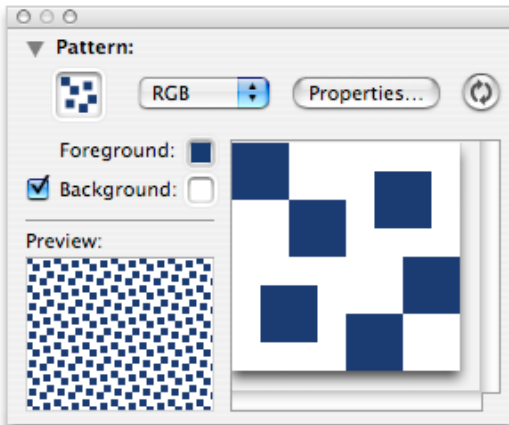 Pattern:
RGB
Properties...
Foreground:
Background:
Preview: